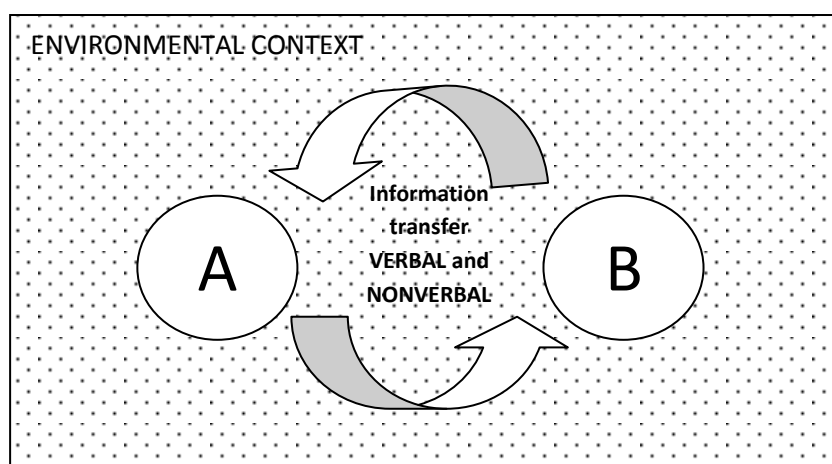 ENVIRONMENTAL CONTEXT
Information
transfer
VERBAL and
NONVERBAL
A
B